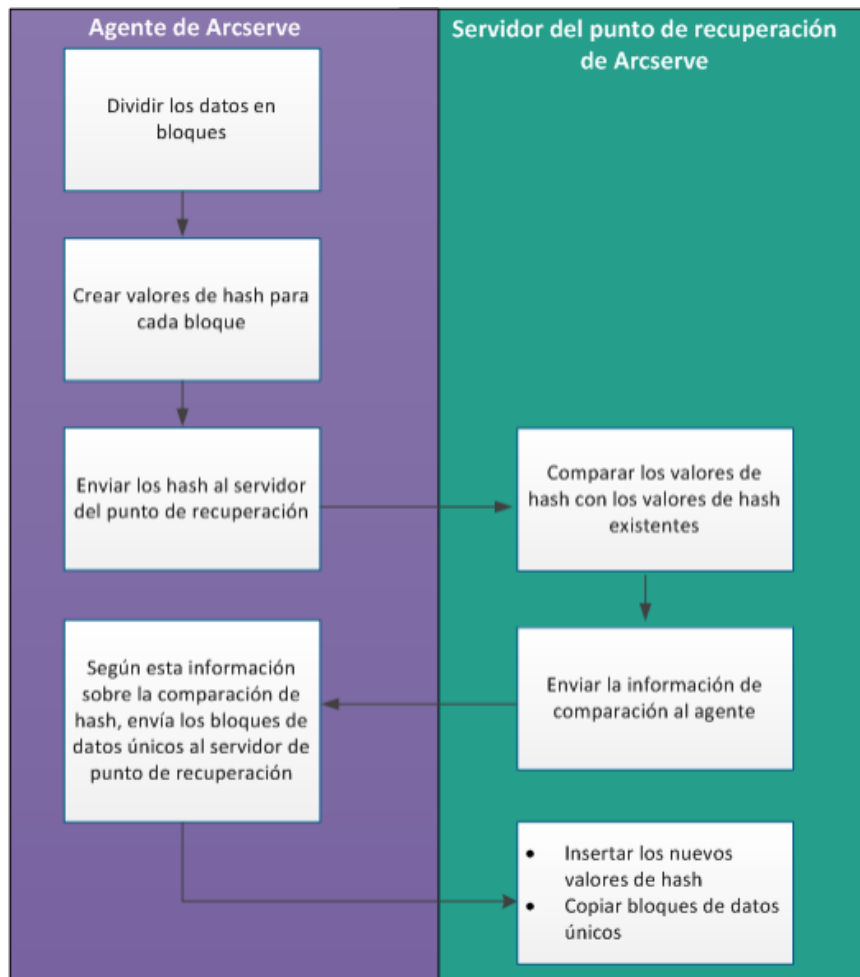 Agente de Arcserve
Servidor del punto de recuperación
de Arcserve
Dividir los datos en
bloques
Crear valores de hash para
cada bloque
Enviar los hash al servidor
del punto de recuperación
Comparar los valores de
hash con los valores de hash
existentes
Enviar la información de
comparación al agente
Según esta información
sobre la comparación de
hash, envía los bloques de
datos únicos al servidor de
punto de recuperación
• Insertar los nuevos
valores de hash
• Copiar bloques de datos
únicos